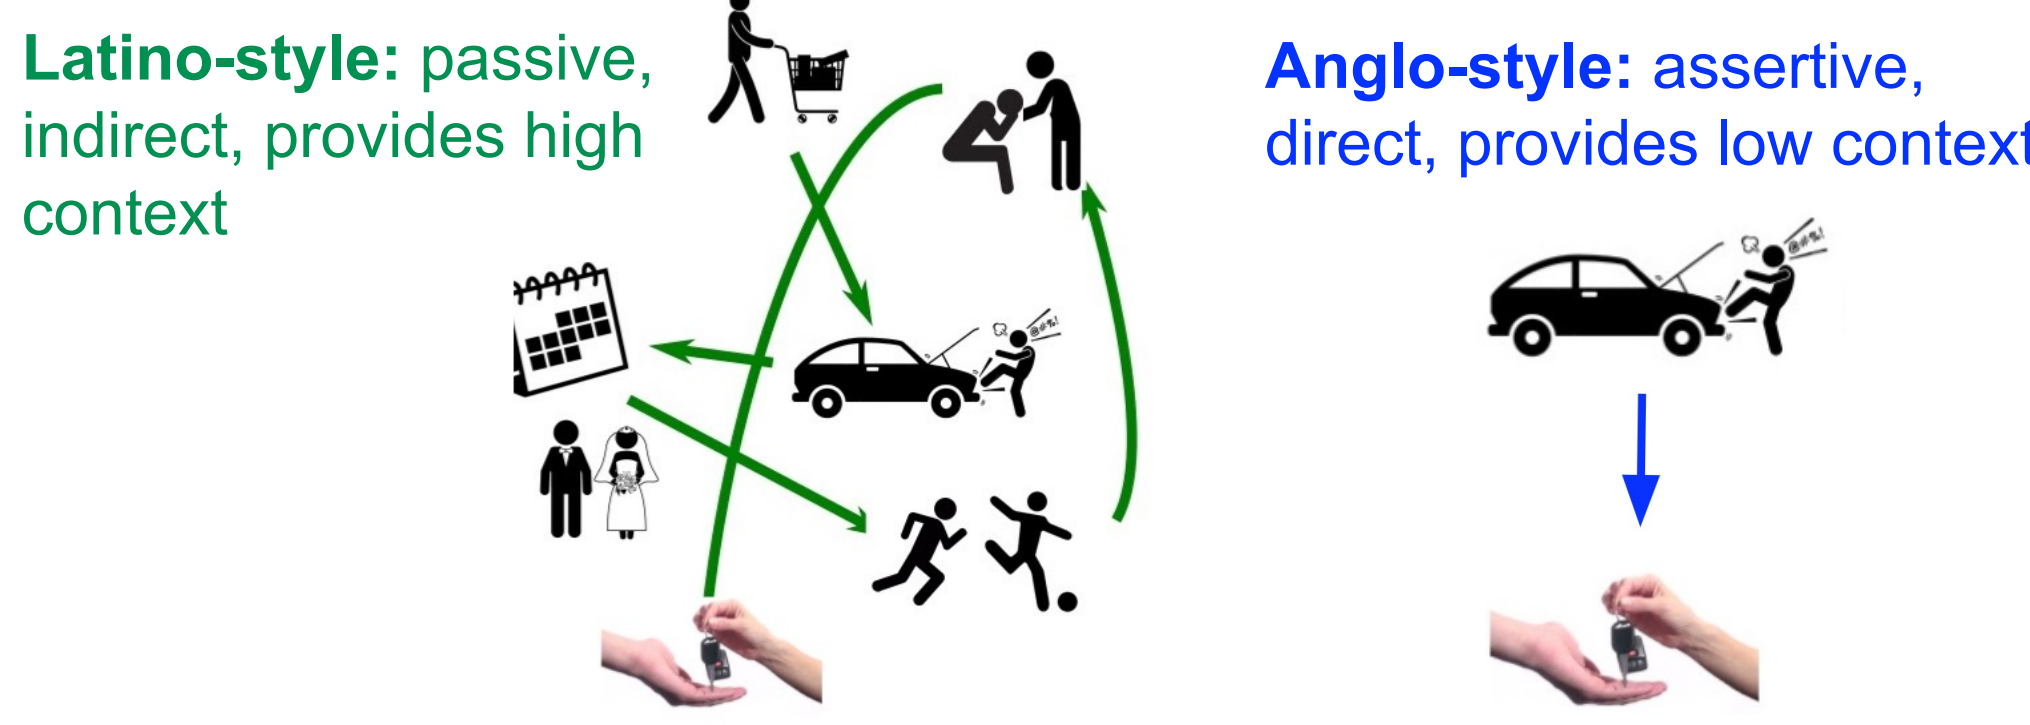 Latino-style: passive,
indirect, provides high
context
Anglo-style: assertive,
direct, provides low context
@#%!
@#%!